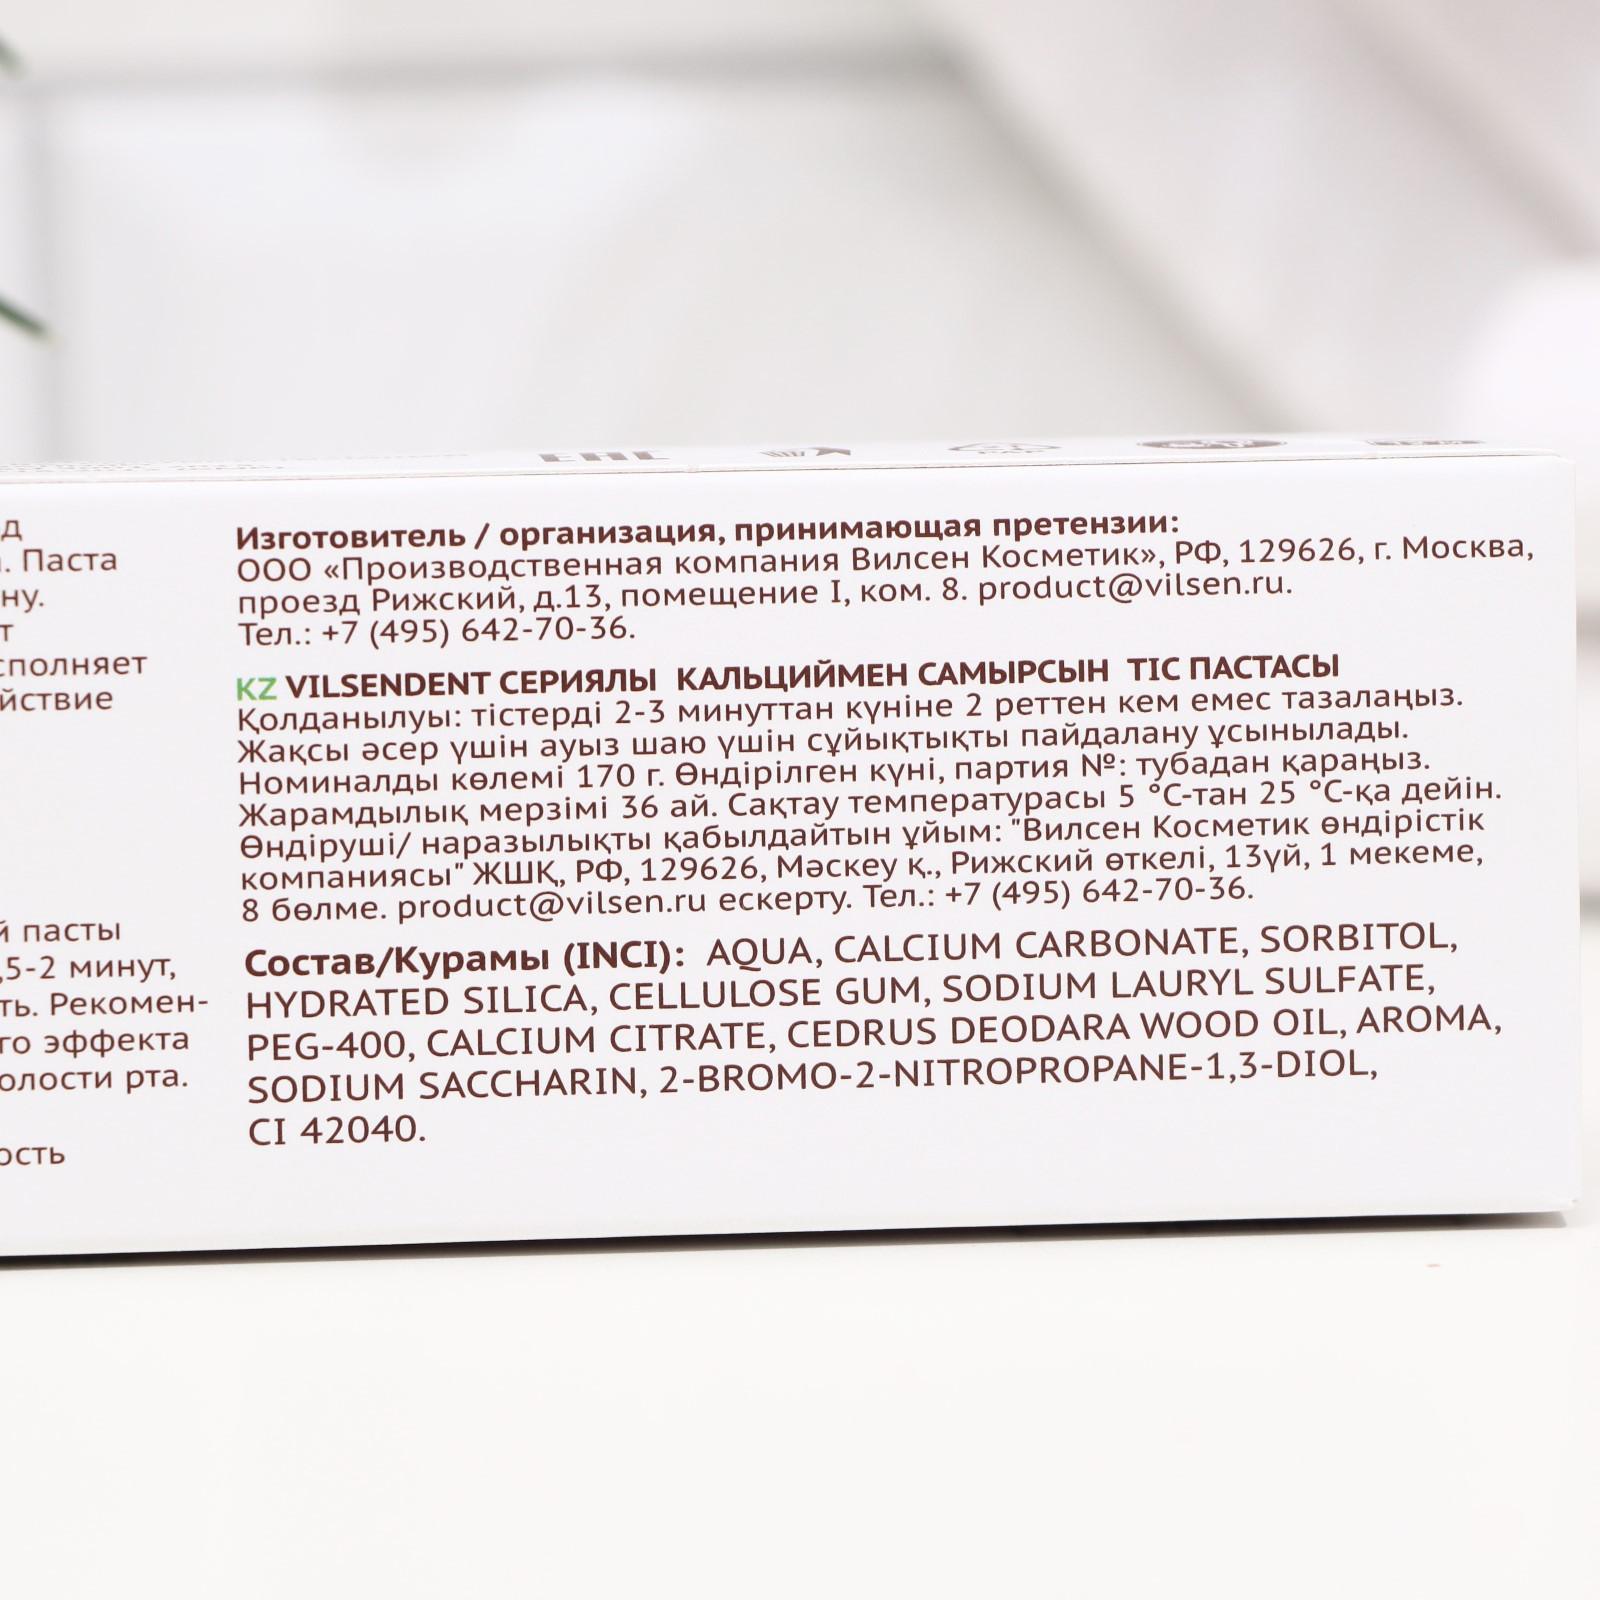 ЕАС
д
. Паста
ну.
т
сполняет
йствие
й пасты
,5-2 минут,
ть. Рекомен-
го эффекта
олости рта.
ость
Изготовитель / организация, принимающая претензии:
ООО «Производственная компания Вилсен Косметик», РФ, 129626, г. Москва,
проезд Рижский, д.13, помещение I, ком. 8. product@vilsen.ru.
Тел.: +7 (495) 642-70-36.
KZ VILSENDENT СЕРИЯЛЫ КАЛЬЦИЙМЕН САМЫРСЫН ТІС ПАСТАСЫ
Қолданылуы: тістерді 2-3 минуттан күніне 2 реттен кем емес тазалаңыз.
Жақсы әсер үшін ауыз шаю үшін сұйықтықты пайдалану ұсынылады.
Номиналды көлемі 170 г. Өндірілген күні, партия №: тубадан қараңыз.
Жарамдылық мерзімі 36 ай. Сақтау температурасы 5 °С-тан 25 °С-қа дейін.
Өндіруші/ наразылықты қабылдайтын ұйым: "Вилсен Косметик өндірістік
компаниясы" ЖШҚ, РФ, 129626, Мәскеу қ., Рижский өткелі, 13үй, 1 мекеме,
8 бөлме. product@vilsen.ru ескерту. Тел.: +7 (495) 642-70-36.
Состав/Курамы (INCI): AQUA, CALCIUM CARBONATE, SORBITOL,
HYDRATED SILICA, CELLULOSE GUM, SODIUM LAURYL SULFATE,
PEG-400, CALCIUM CITRATE, CEDRUS DEODARA WOOD OIL, AROMA,
SODIUM SACCHARIN, 2-BROMO-2-NITROPROPANE-1,3-DIOL,
CI 42040.